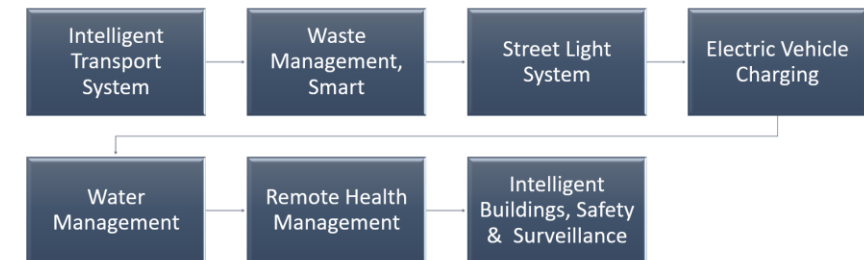 Intelligent
Transport
System
Waste
Management,
Smart
Street Light
System
Electric Vehicle
Charging
Water
Management
Remote Health
Management
Intelligent
Buildings, Safety
& Surveillance